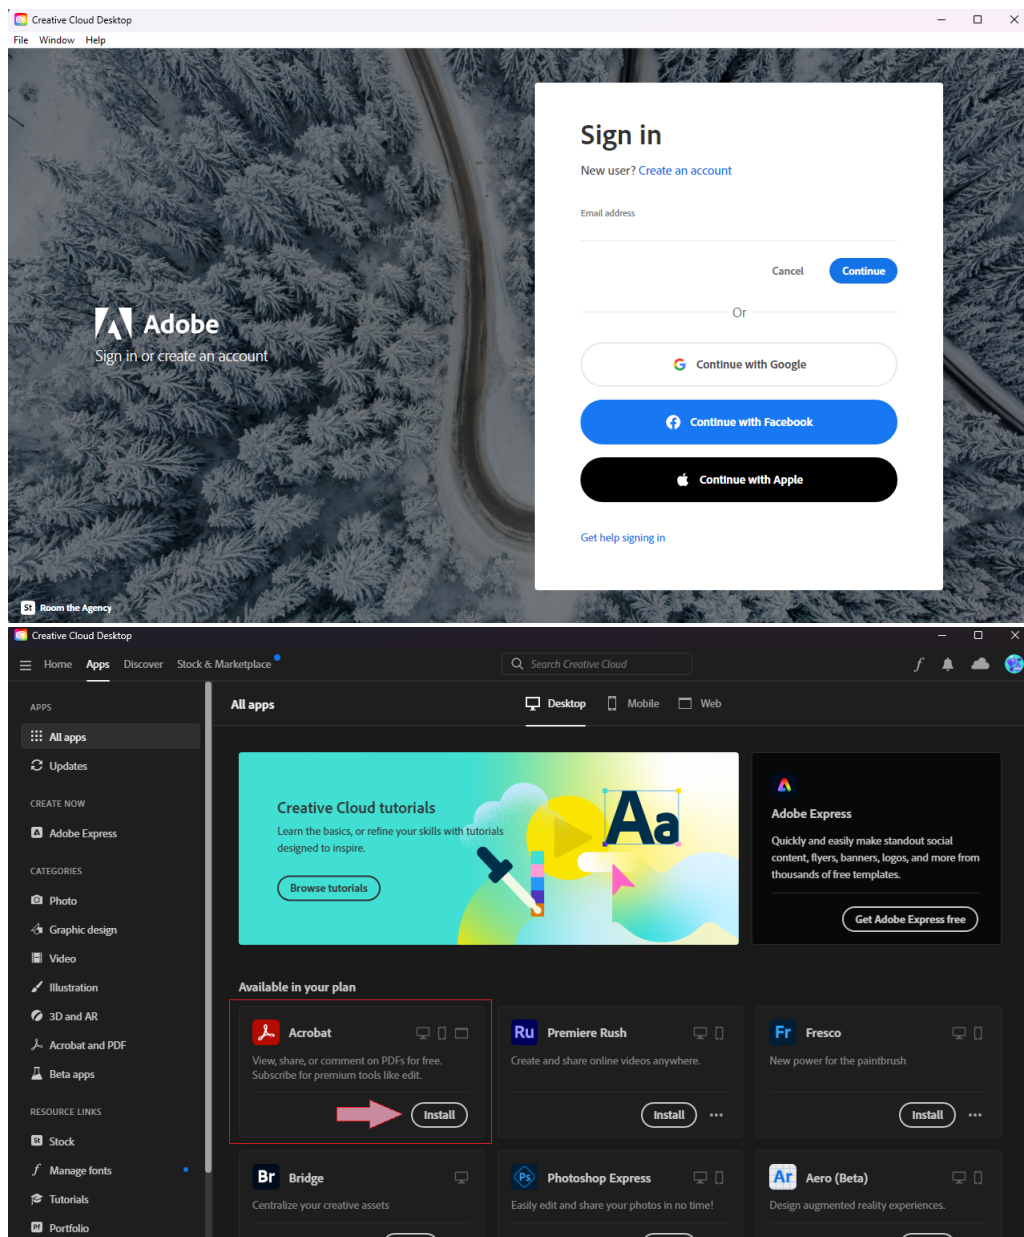 Creative Cloud Desktop
File Window Help
Sign in
New user? Create an account
Email address
Cancel
Continue
Or
Adobe
Sign in or create an account
Continue with Google
Continue with Facebook
Continue with Apple
Get help signing in
St Room the Agency
Creative Cloud Desktop
Home Apps Discover Stock & Marketplace
Search Creative Cloud
APPS
All apps
Updates
CREATE NOW
Adobe Express
CATEGORIES
Photo
Graphic design
Video
Illustration
3D and AR
Acrobat and PDF
Beta apps
RESOURCE LINKS
St Stock
Manage fonts
Tutorials
Pf Portfolio
All apps
Desktop Mobile Web
Creative Cloud tutorials
Learn the basics, or refine your skills with tutorials
designed to inspire.
Browse tutorials
Aa
Adobe Express
Quickly and easily make standout social
content, flyers, banners, logos, and more from
thousands of free templates.
Get Adobe Express free
Available in your plan
Acrobat
View, share, or comment on PDFs for free.
Subscribe for premium tools like edit.
Install
Ru Premiere Rush
Create and share online videos anywhere.
Install
Fr Fresco
New power for the paintbrush
Install
Br Bridge
Centralize your creative assets
Ps Photoshop Express
Easily edit and share your photos in no time!
Ar Aero (Beta)
Design augmented reality experiences.